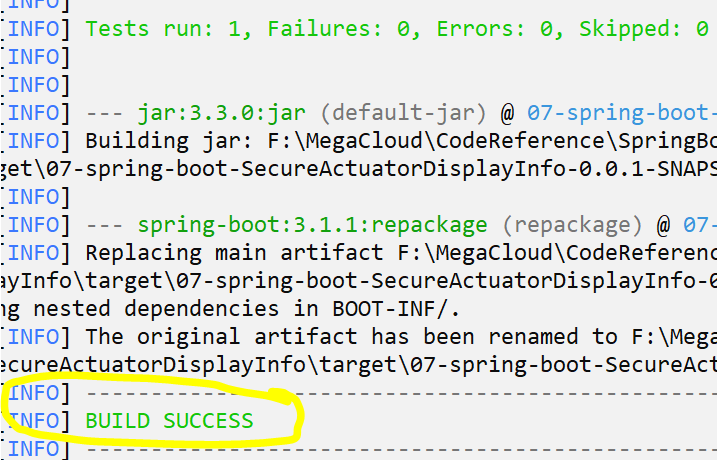 [INFO]
[INFO] Tests run: 1, Failures: 0, Errors: 0, Skipped: 0
[INFO]
[INFO]
[INFO] --- jar:3.3.0:jar (default-jar) @ 07-spring-boot-
[INFO] Building jar: F:\MegaCloud\CodeReference\SpringBo
get\07-spring-boot-SecureActuatorDisplayInfo-0.0.1-SNAPS
[INFO]
[INFO] --- spring-boot:3.1.1:repackage (repackage) @ 07-
[INFO] Replacing main artifact F:\MegaCloud\CodeReferenc
ayInfo\target\07-spring-boot-SecureActuatorDisplayInfo-0
ng nested dependencies in BOOT-INF/.
[INFO] The original artifact has been renamed to F:\Mega
ecureActuatorDisplayInfo\target\07-spring-boot-SecureAct
[INFO] -------------------------------------------------
[INFO] BUILD SUCCESS
[INFO] -------------------------------------------------